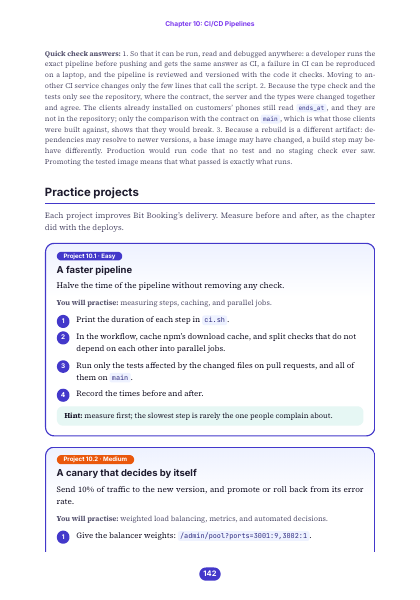 Chapter 10: CI/CD Pipelines
Quick check answers: 1. So that it can be run, read and debugged anywhere: a developer runs the
exact pipeline before pushing and gets the same answer as CI, a failure in CI can be reproduced
on a laptop, and the pipeline is reviewed and versioned with the code it checks. Moving to an-
other CI service changes only the few lines that call the script. 2. Because the type check and the
tests only see the repository, where the contract, the server and the types were changed together
and agree. The clients already installed on customers' phones still read ends_at, and they are
not in the repository; only the comparison with the contract on main, which is what those clients
were built against, shows that they would break. 3. Because a rebuild is a different artifact: de-
pendencies may resolve to newer versions, a base image may have changed, a build step may be-
have differently. Production would run code that no test and no staging check ever saw.
Promoting the tested image means that what passed is exactly what runs.
Practice projects
Each project improves Bit Booking's delivery. Measure before and after, as the chapter
did with the deploys.
Project 10.1 · Easy
A faster pipeline
Halve the time of the pipeline without removing any check.
You will practise: measuring steps, caching, and parallel jobs.
1 Print the duration of each step in ci.sh.
2 In the workflow, cache npm's download cache, and split checks that do not
depend on each other into parallel jobs.
3 Run only the tests affected by the changed files on pull requests, and all of
them on main.
4 Record the times before and after.
Hint: measure first; the slowest step is rarely the one people complain about.
Project 10.2 · Medium
A canary that decides by itself
Send 10% of traffic to the new version, and promote or roll back from its error
rate.
You will practise: weighted load balancing, metrics, and automated decisions.
1 Give the balancer weights: /admin/pool?ports=3001:9,3002:1.
142